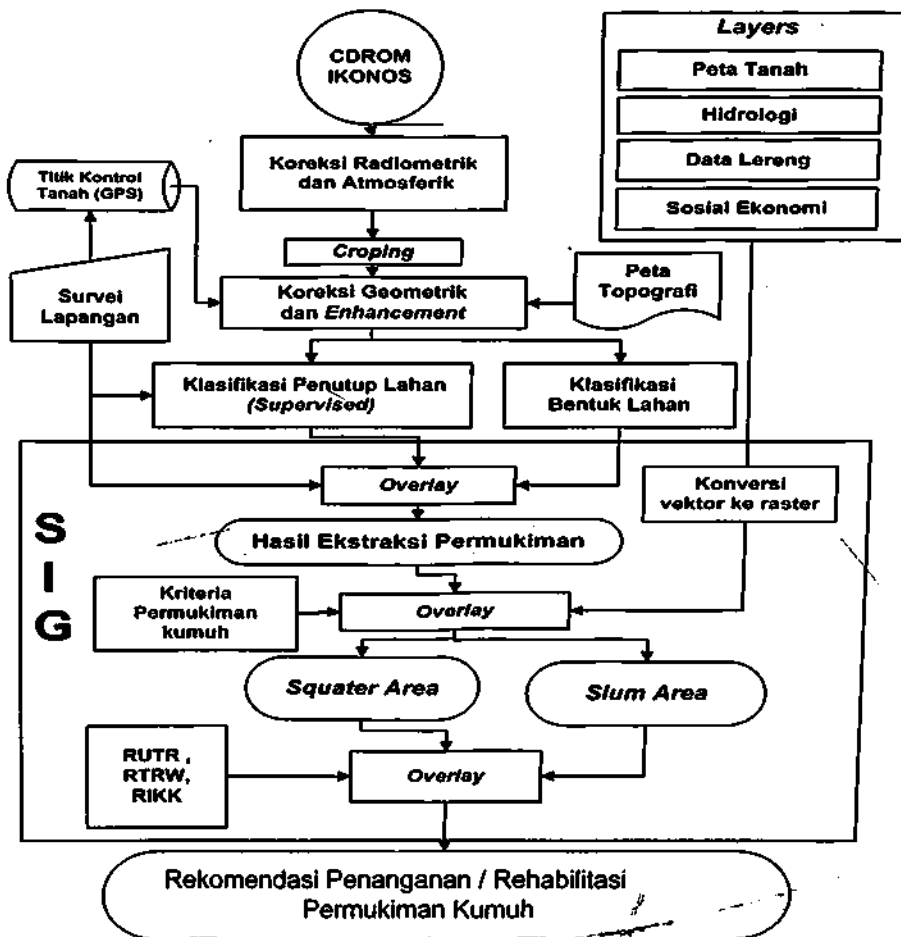 CDROM
IKONOS
Layers
Peta Tanah
Hidrologi
Data Lereng
Sosial Ekonomi
Koreksi Radiometrik
dan Atmosferik
Titik Kontrol
Tanah (GPS)
Croping
Survei
Lapangan
Koreksi Geometrik
dan Enhancement
Peta
Topografi
Klasifikasi Penutup Lahan
(Supervised)
Klasifikasi
Bentuk Lahan
SIG
Overlay
Konversi
vektor ke raster
Hasil Ekstraksi Permukiman
Kriteria
Permukiman
kumuh
Overlay
Squater Area
Slum Area
RUTR ,
RTRW,
RIKK
Overlay
Rekomendasi Penanganan / Rehabilitasi
Permukiman Kumuh